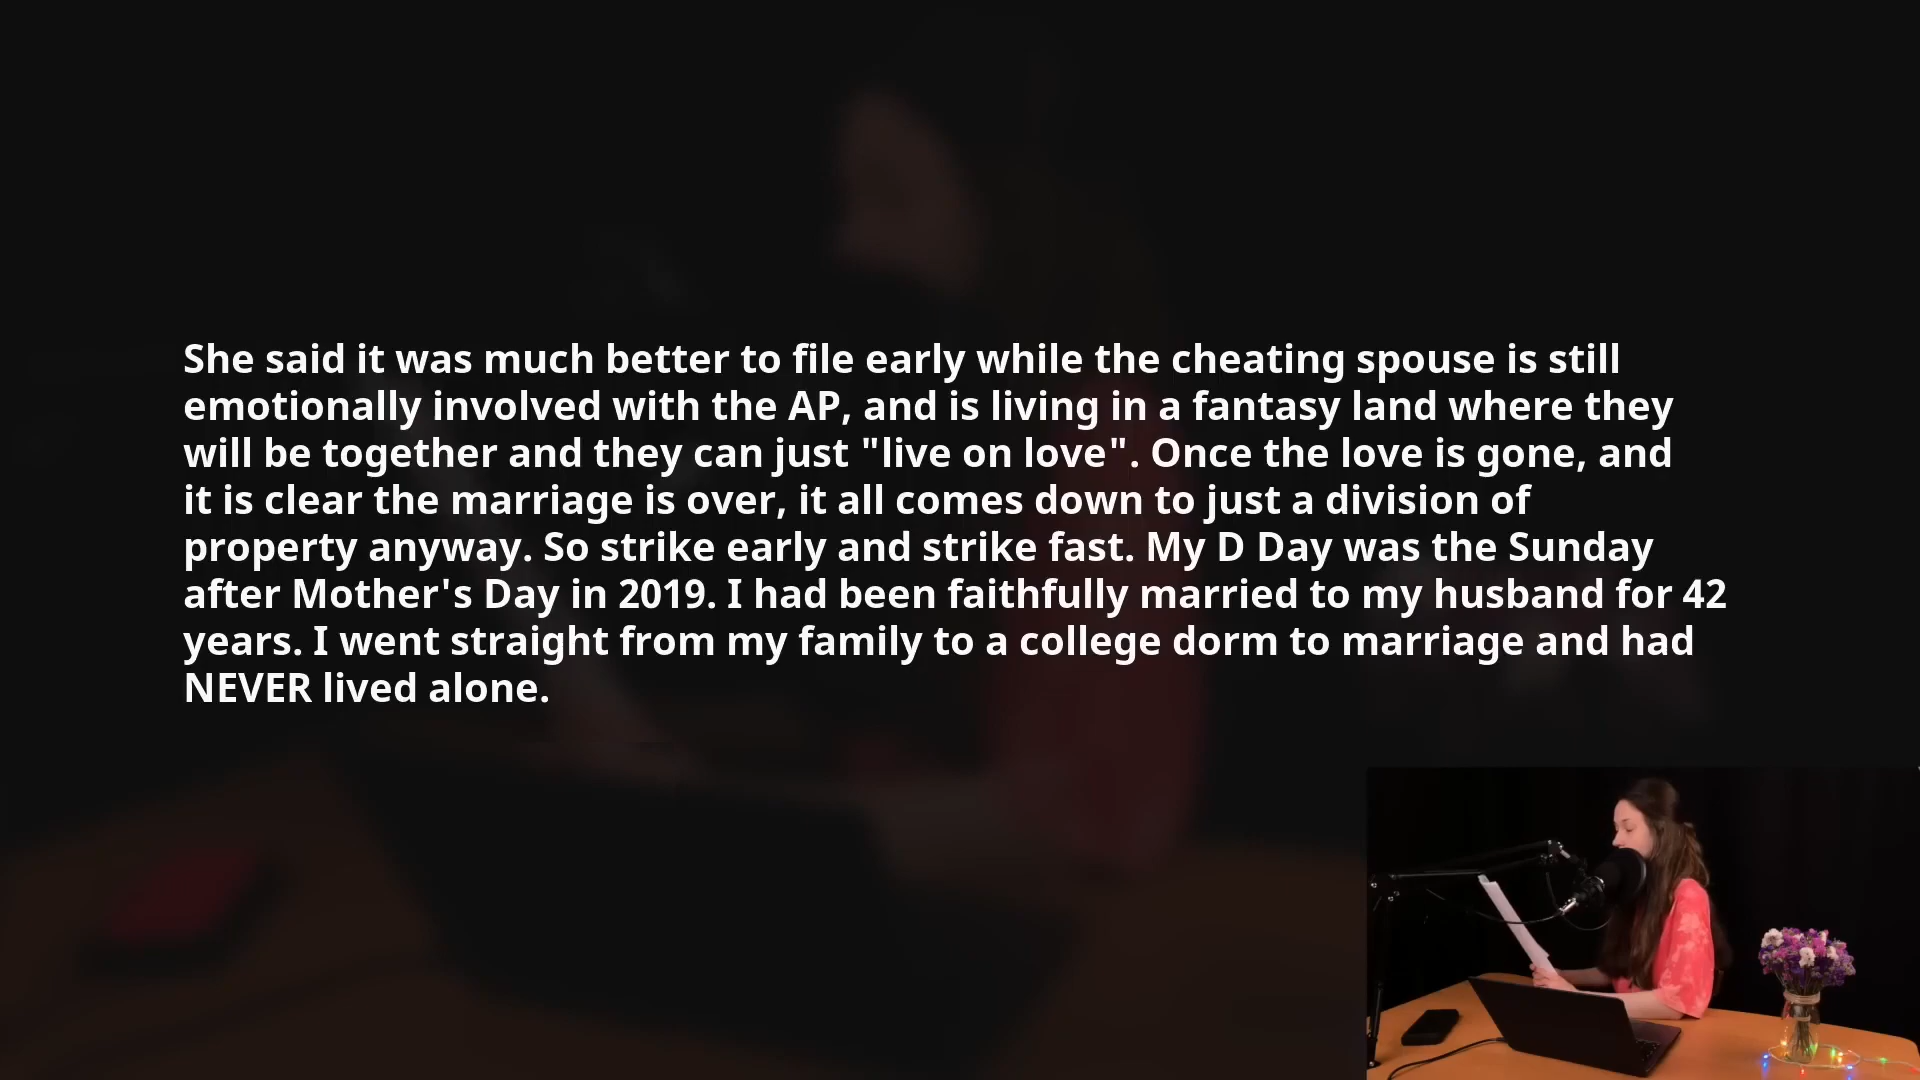 She said it was much better to file early while the cheating spouse is still
emotionally involved with the AP, and is living in a fantasy land where they
will be together and they can just "live on love". Once the love is gone, and
it is clear the marriage is over, it all comes down to just a division of
property anyway. So strike early and strike fast. My D Day was the Sunday
after Mother's Day in 2019. I had been faithfully married to my husband for 42
years. I went straight from my family to a college dorm to marriage and had
NEVER lived alone.